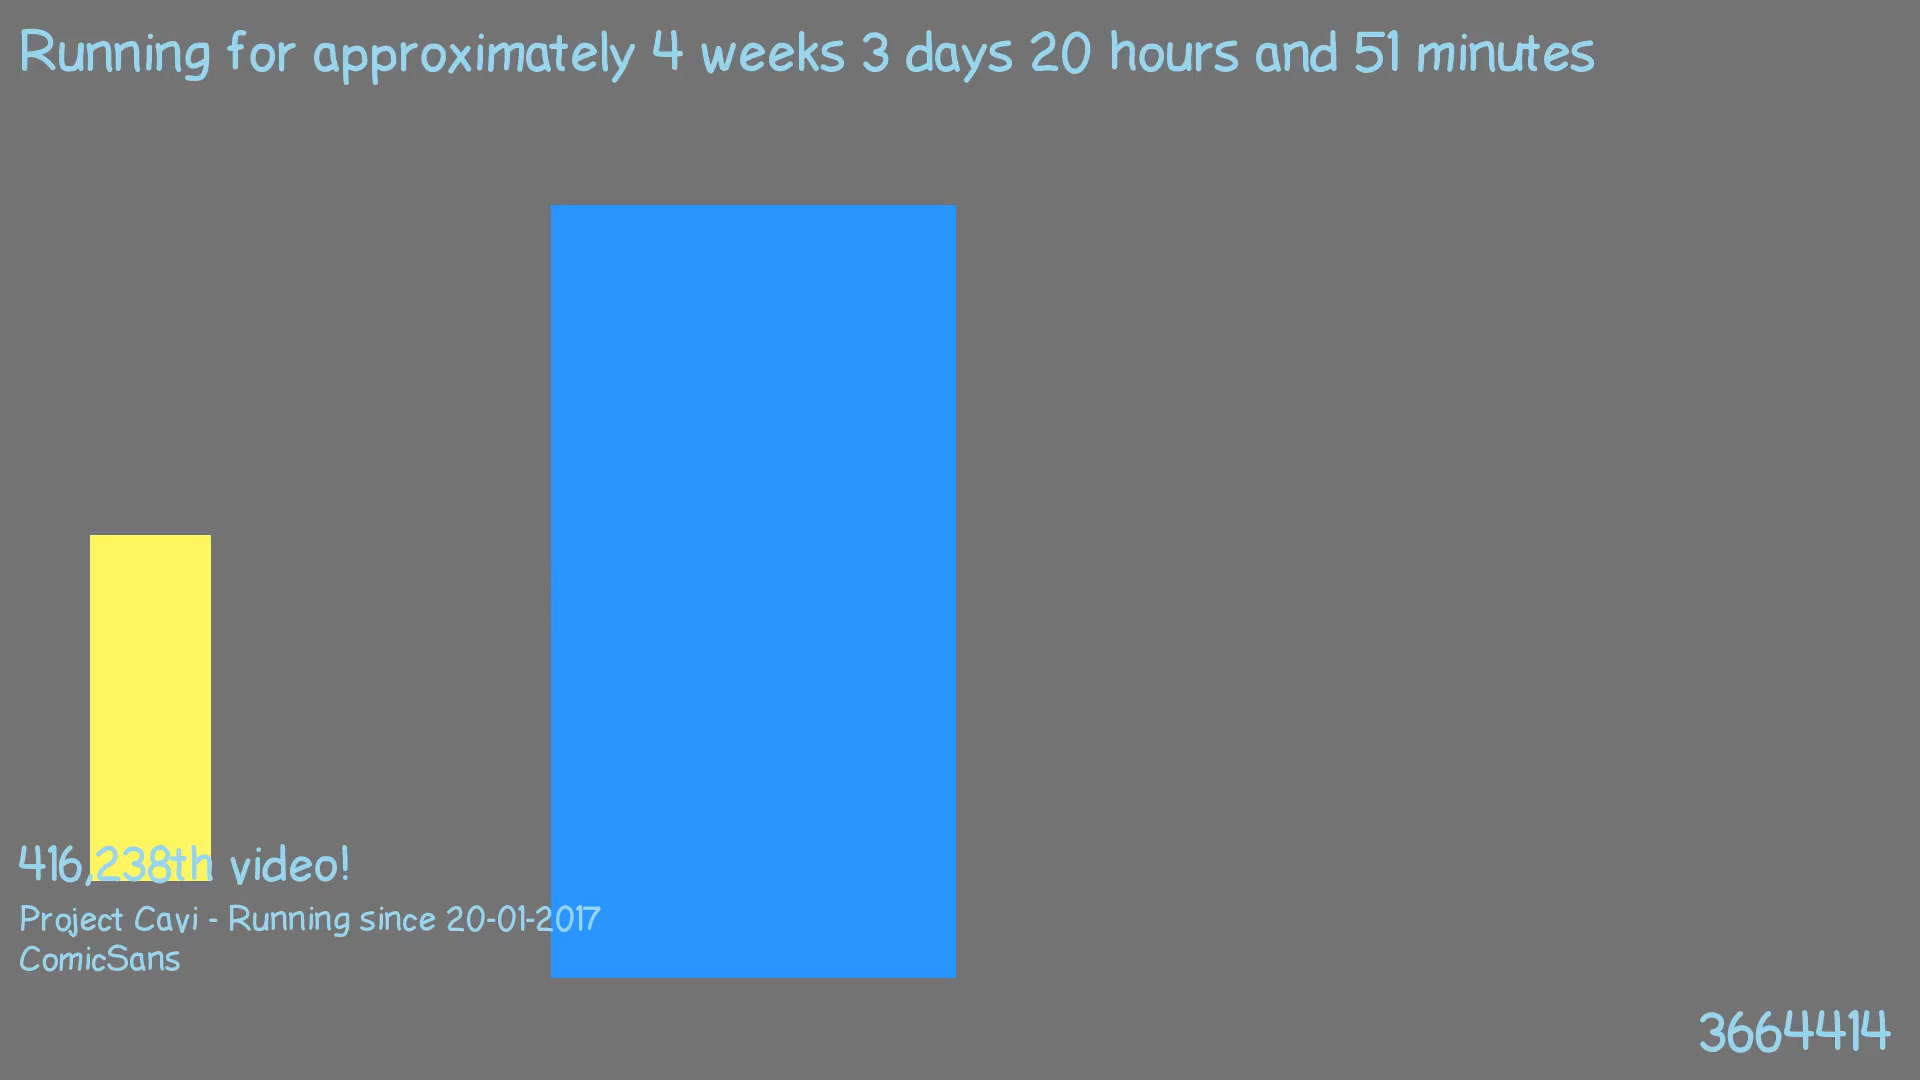 Running for approximately 4 weeks 3 days 20 hours and 51 minutes
416,238th video!
Project Cavi - Running since 20-01-2017
ComicSans
3664414